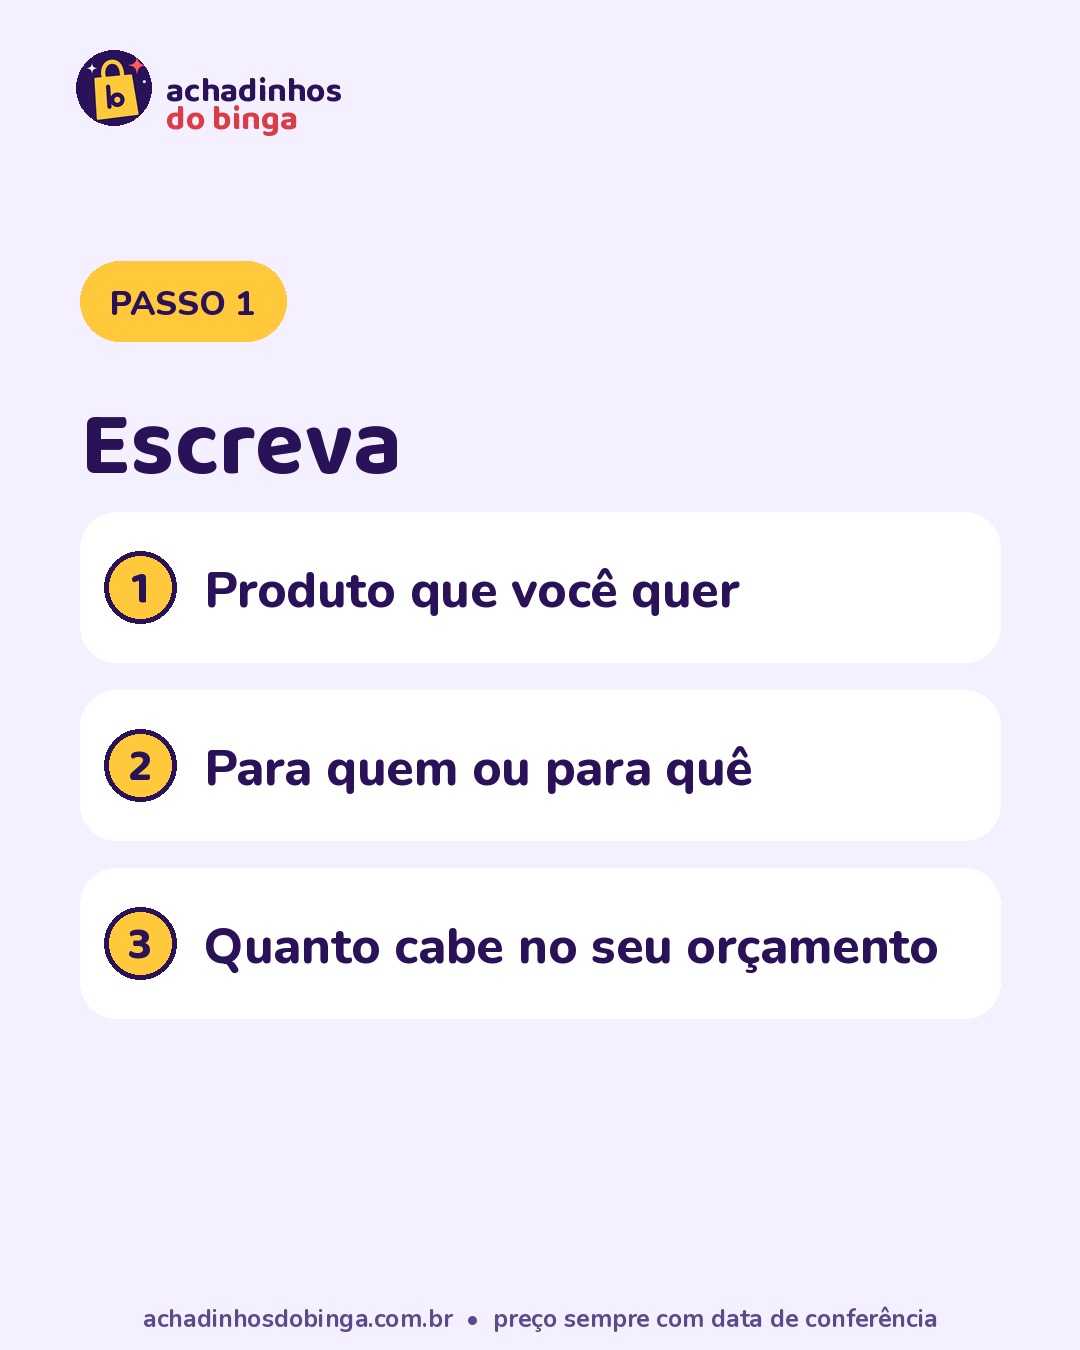 b
achadinhos
do binga
PASSO 1
Escreva
1 Produto que você quer
2 Para quem ou para quê
3 Quanto cabe no seu orçamento
achadinhosdobinga.com.br • preço sempre com data de conferência